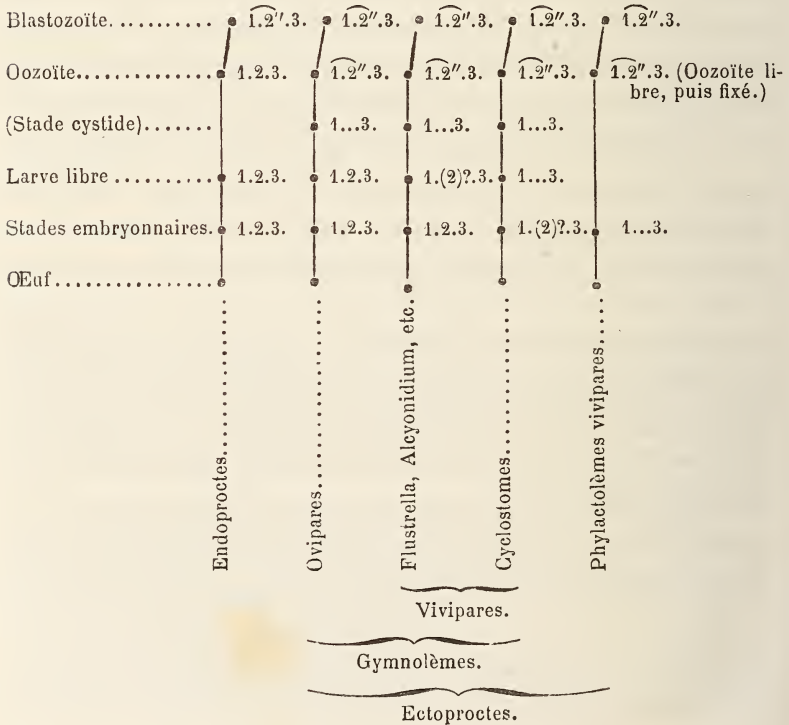 Blastozoïte.......... 1.2''.3. 1.2''.3. 1.2''.3. 1.2''.3. 1.2''.3.
Oozoïte............... 1.2.3. 1.2''.3. 1.2''.3. 1.2''.3. 1.2''.3. (Oozoïte li-
bre, puis fixé.)
(Stade cystide)....... 1...3. 1...3. 1...3.
Larve libre .......... 1.2.3. 1.2.3. 1.(2)?.3. 1...3.
Stades embryonnaires. 1.2.3. 1.2.3. 1.2.3. 1.(2)?.3. 1...3.
Œuf................
Endoproctes
Ovipares
Flustrella, Alcyonidium, etc.
Cyclostomes
Phylactolèmes vivipares
Vivipares.
Gymnolèmes.
Ectoproctes.